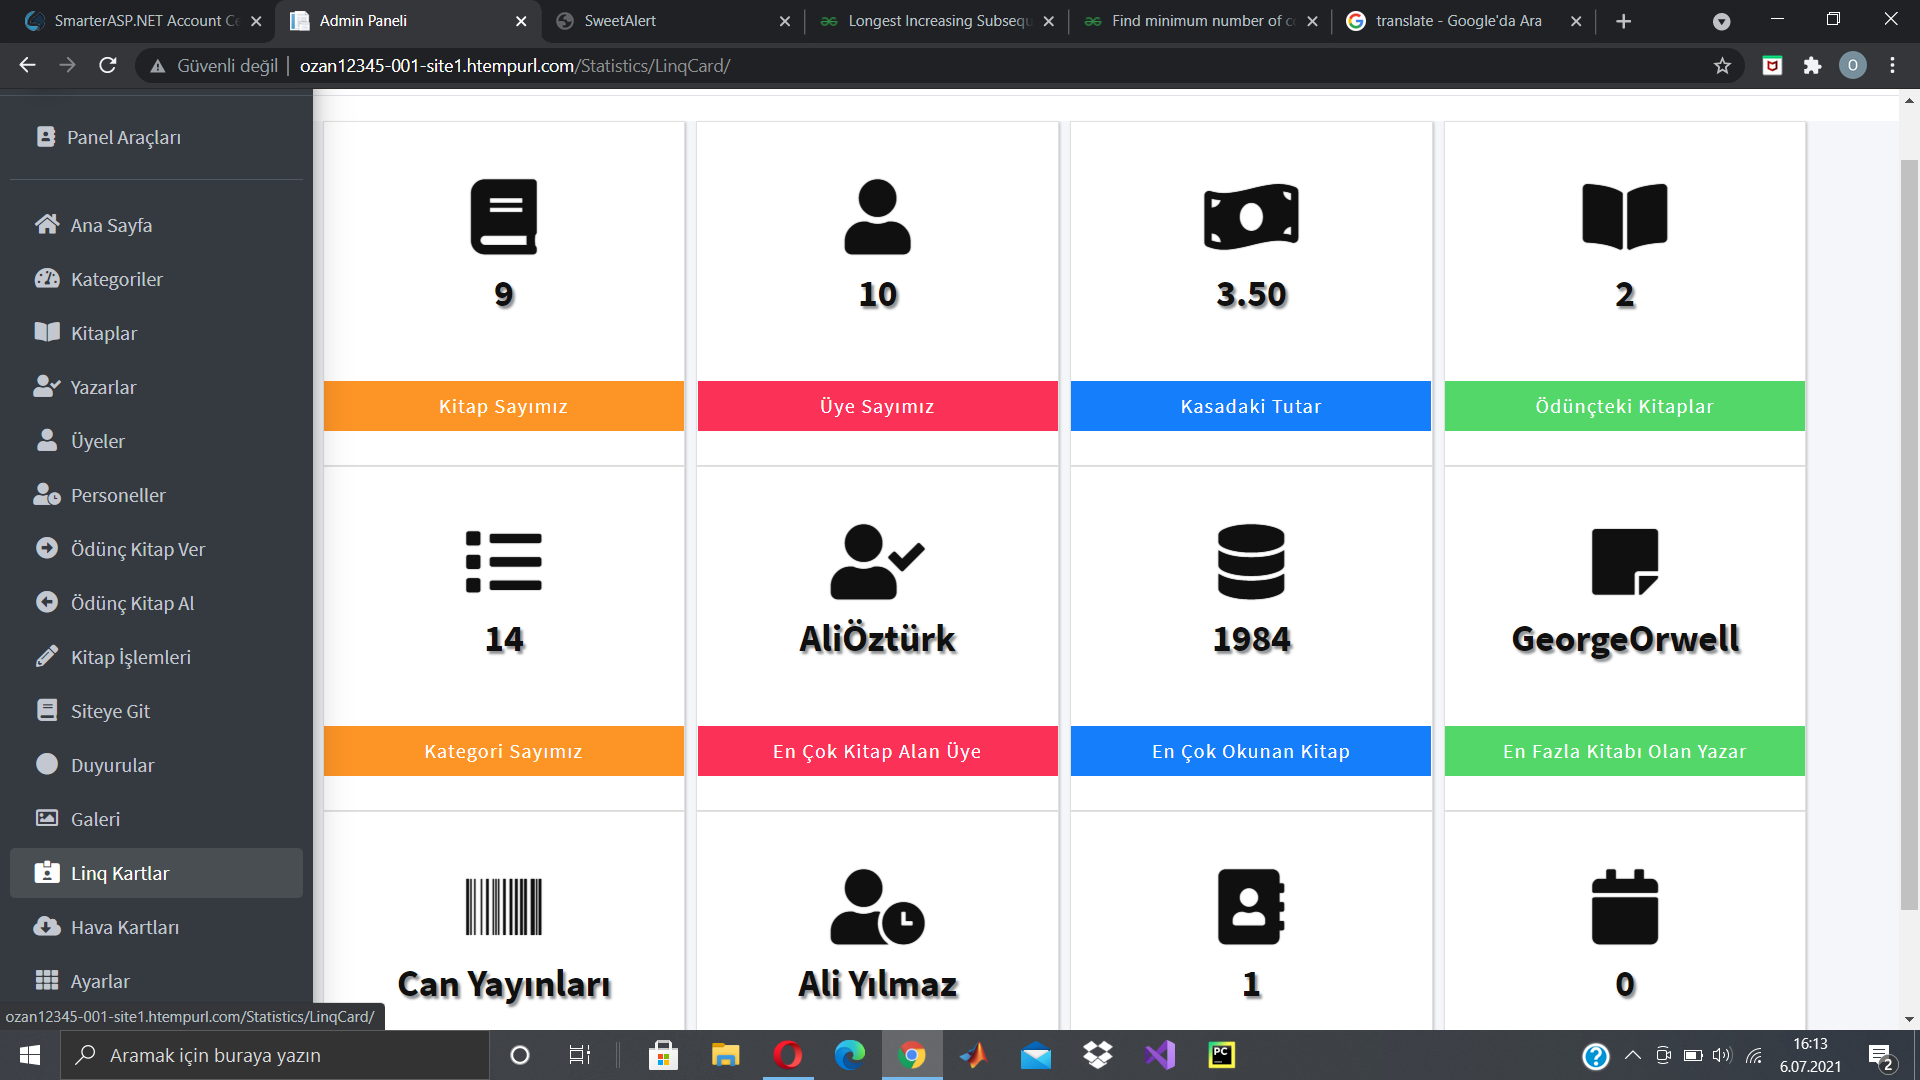 SmarterASP.NET Account Ce
Admin Paneli
SweetAlert
Longest Increasing Subsequ
Find minimum number of c
translate - Google'da Ara
Güvenli değil
ozan12345-001-site1.htempurl.com/Statistics/LinqCard/
O
Panel Araçları
Ana Sayfa
Kategoriler
Kitaplar
Yazarlar
Üyeler
Personeller
Ödünç Kitap Ver
Ödünç Kitap Al
Kitap İşlemleri
Siteye Git
Duyurular
Galeri
Linq Kartlar
Hava Kartları
Ayarlar
9
10
3.50
2
Kitap Sayımız
Üye Sayımız
Kasadaki Tutar
Ödünçteki Kitaplar
14
AliÖztürk
1984
GeorgeOrwell
Kategori Sayımız
En Çok Kitap Alan Üye
En Çok Okunan Kitap
En Fazla Kitabı Olan Yazar
Can Yayınları
Ali Yılmaz
1
0
ozan12345-001-site1.htempurl.com/Statistics/LinqCard/
Aramak için buraya yazın
PC
16:13
6.07.2021
2